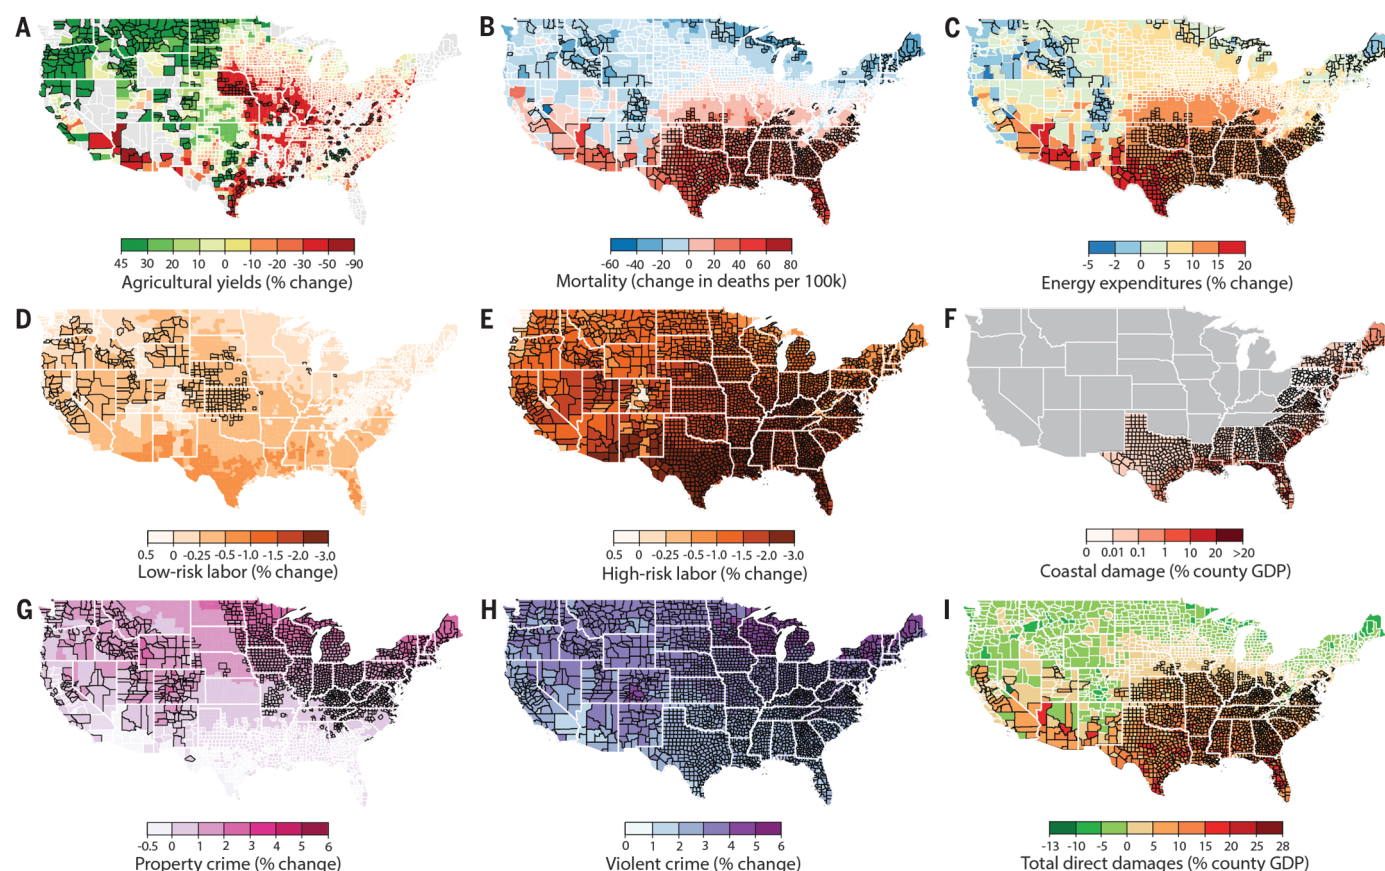 A
B
C
45 30 20 10 0 -10 -20 -30 -50 -90
Agricultural yields (% change)
-60 -40 -20 0 20 40 60 80
Mortality (change in deaths per 100k)
-5 -2 0 5 10 15 20
Energy expenditures (% change)
D
E
F
0.5 0 -0.25 -0.5 -1.0 -1.5 -2.0 -3.0
Low-risk labor (% change)
0.5 0 -0.25 -0.5 -1.0 -1.5 -2.0 -3.0
High-risk labor (% change)
0 0.01 0.1 1 10 20 >20
Coastal damage (% county GDP)
G
H
I
-0.5 0 1 2 3 4 5 6
Property crime (% change)
0 1 2 3 4 5 6
Violent crime (% change)
-13 -10 -5 0 5 10 15 20 25 28
Total direct damages (% county GDP)